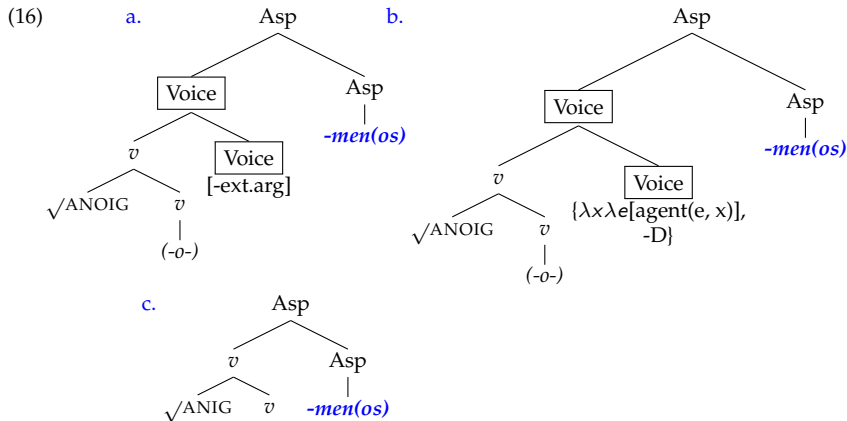 (16) a. Asp b. Asp
Voice Asp Voice Asp
-men(os) -men(os)
v Voice v Voice
[-ext.arg] {λxλe[agent(e, x)],
-D}
√ANOIG v √ANOIG v
(-o-) (-o-)
c. Asp
v Asp
√ANIG v -men(os)